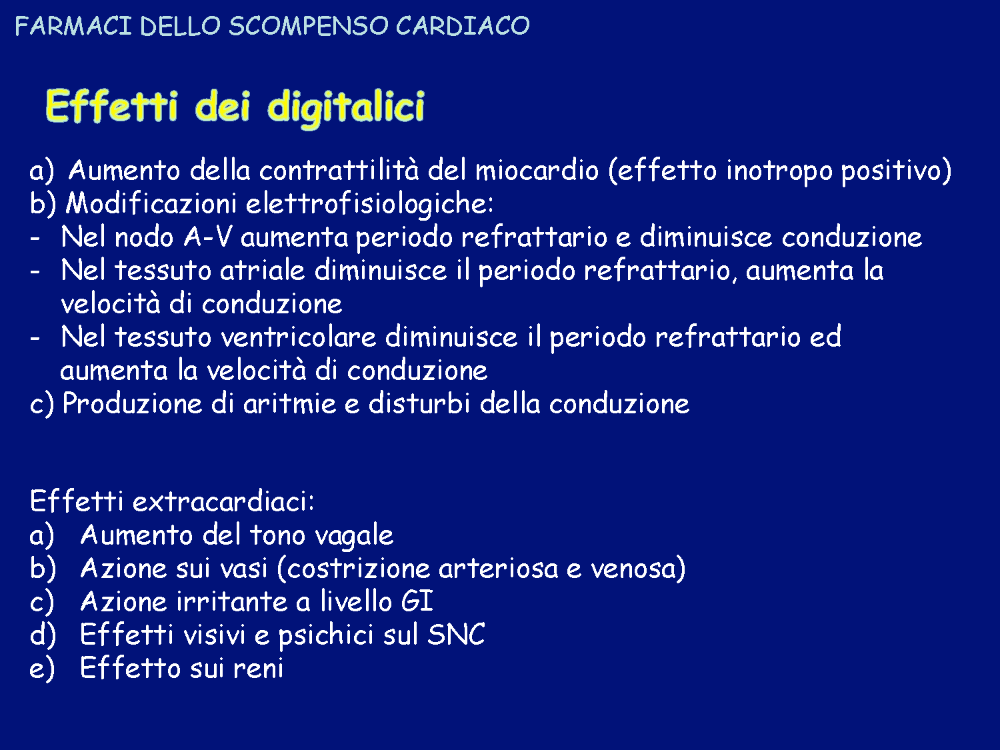 FARMACI DELLO SCOMPENSO CARDIACO
Effetti dei digitalici
a) Aumento della contrattilità del miocardio (effetto inotropo positivo)
b) Modificazioni elettrofisiologiche:
- Nel nodo A-V aumenta periodo refrattario e diminuisce conduzione
- Nel tessuto atriale diminuisce il periodo refrattario, aumenta la
velocità di conduzione
- Nel tessuto ventricolare diminuisce il periodo refrattario ed
aumenta la velocità di conduzione
c) Produzione di aritmie e disturbi della conduzione
Effetti extracardiaci:
a) Aumento del tono vagale
b) Azione sui vasi (costrizione arteriosa e venosa)
c) Azione irritante a livello GI
d) Effetti visivi e psichici sul SNC
e) Effetto sui reni